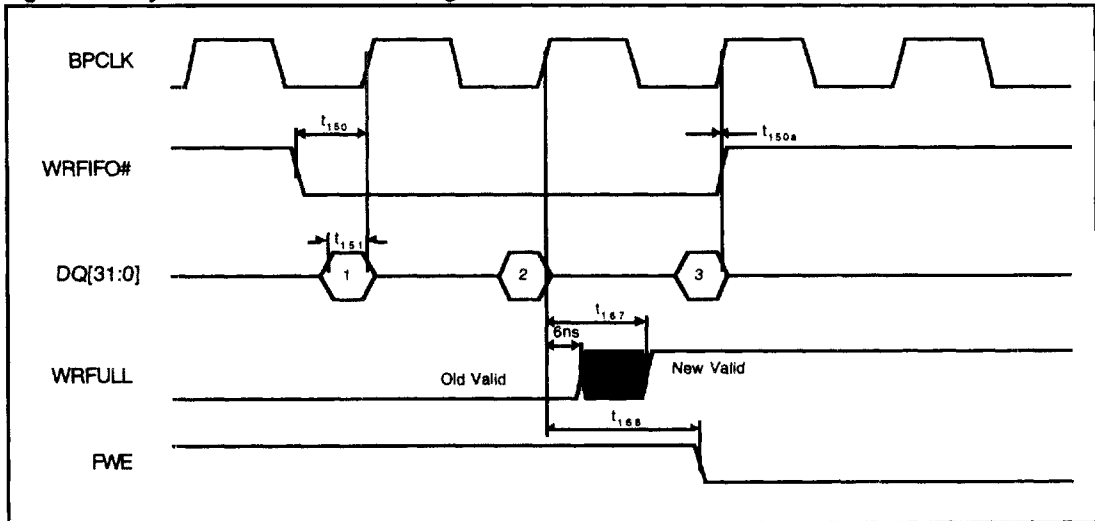 BPCLK
t150
t150a
WRFIFO#
t151
DQ[31:0]
1
2
3
t167
6ns
WRFULL
Old Valid
New Valid
t168
FWE